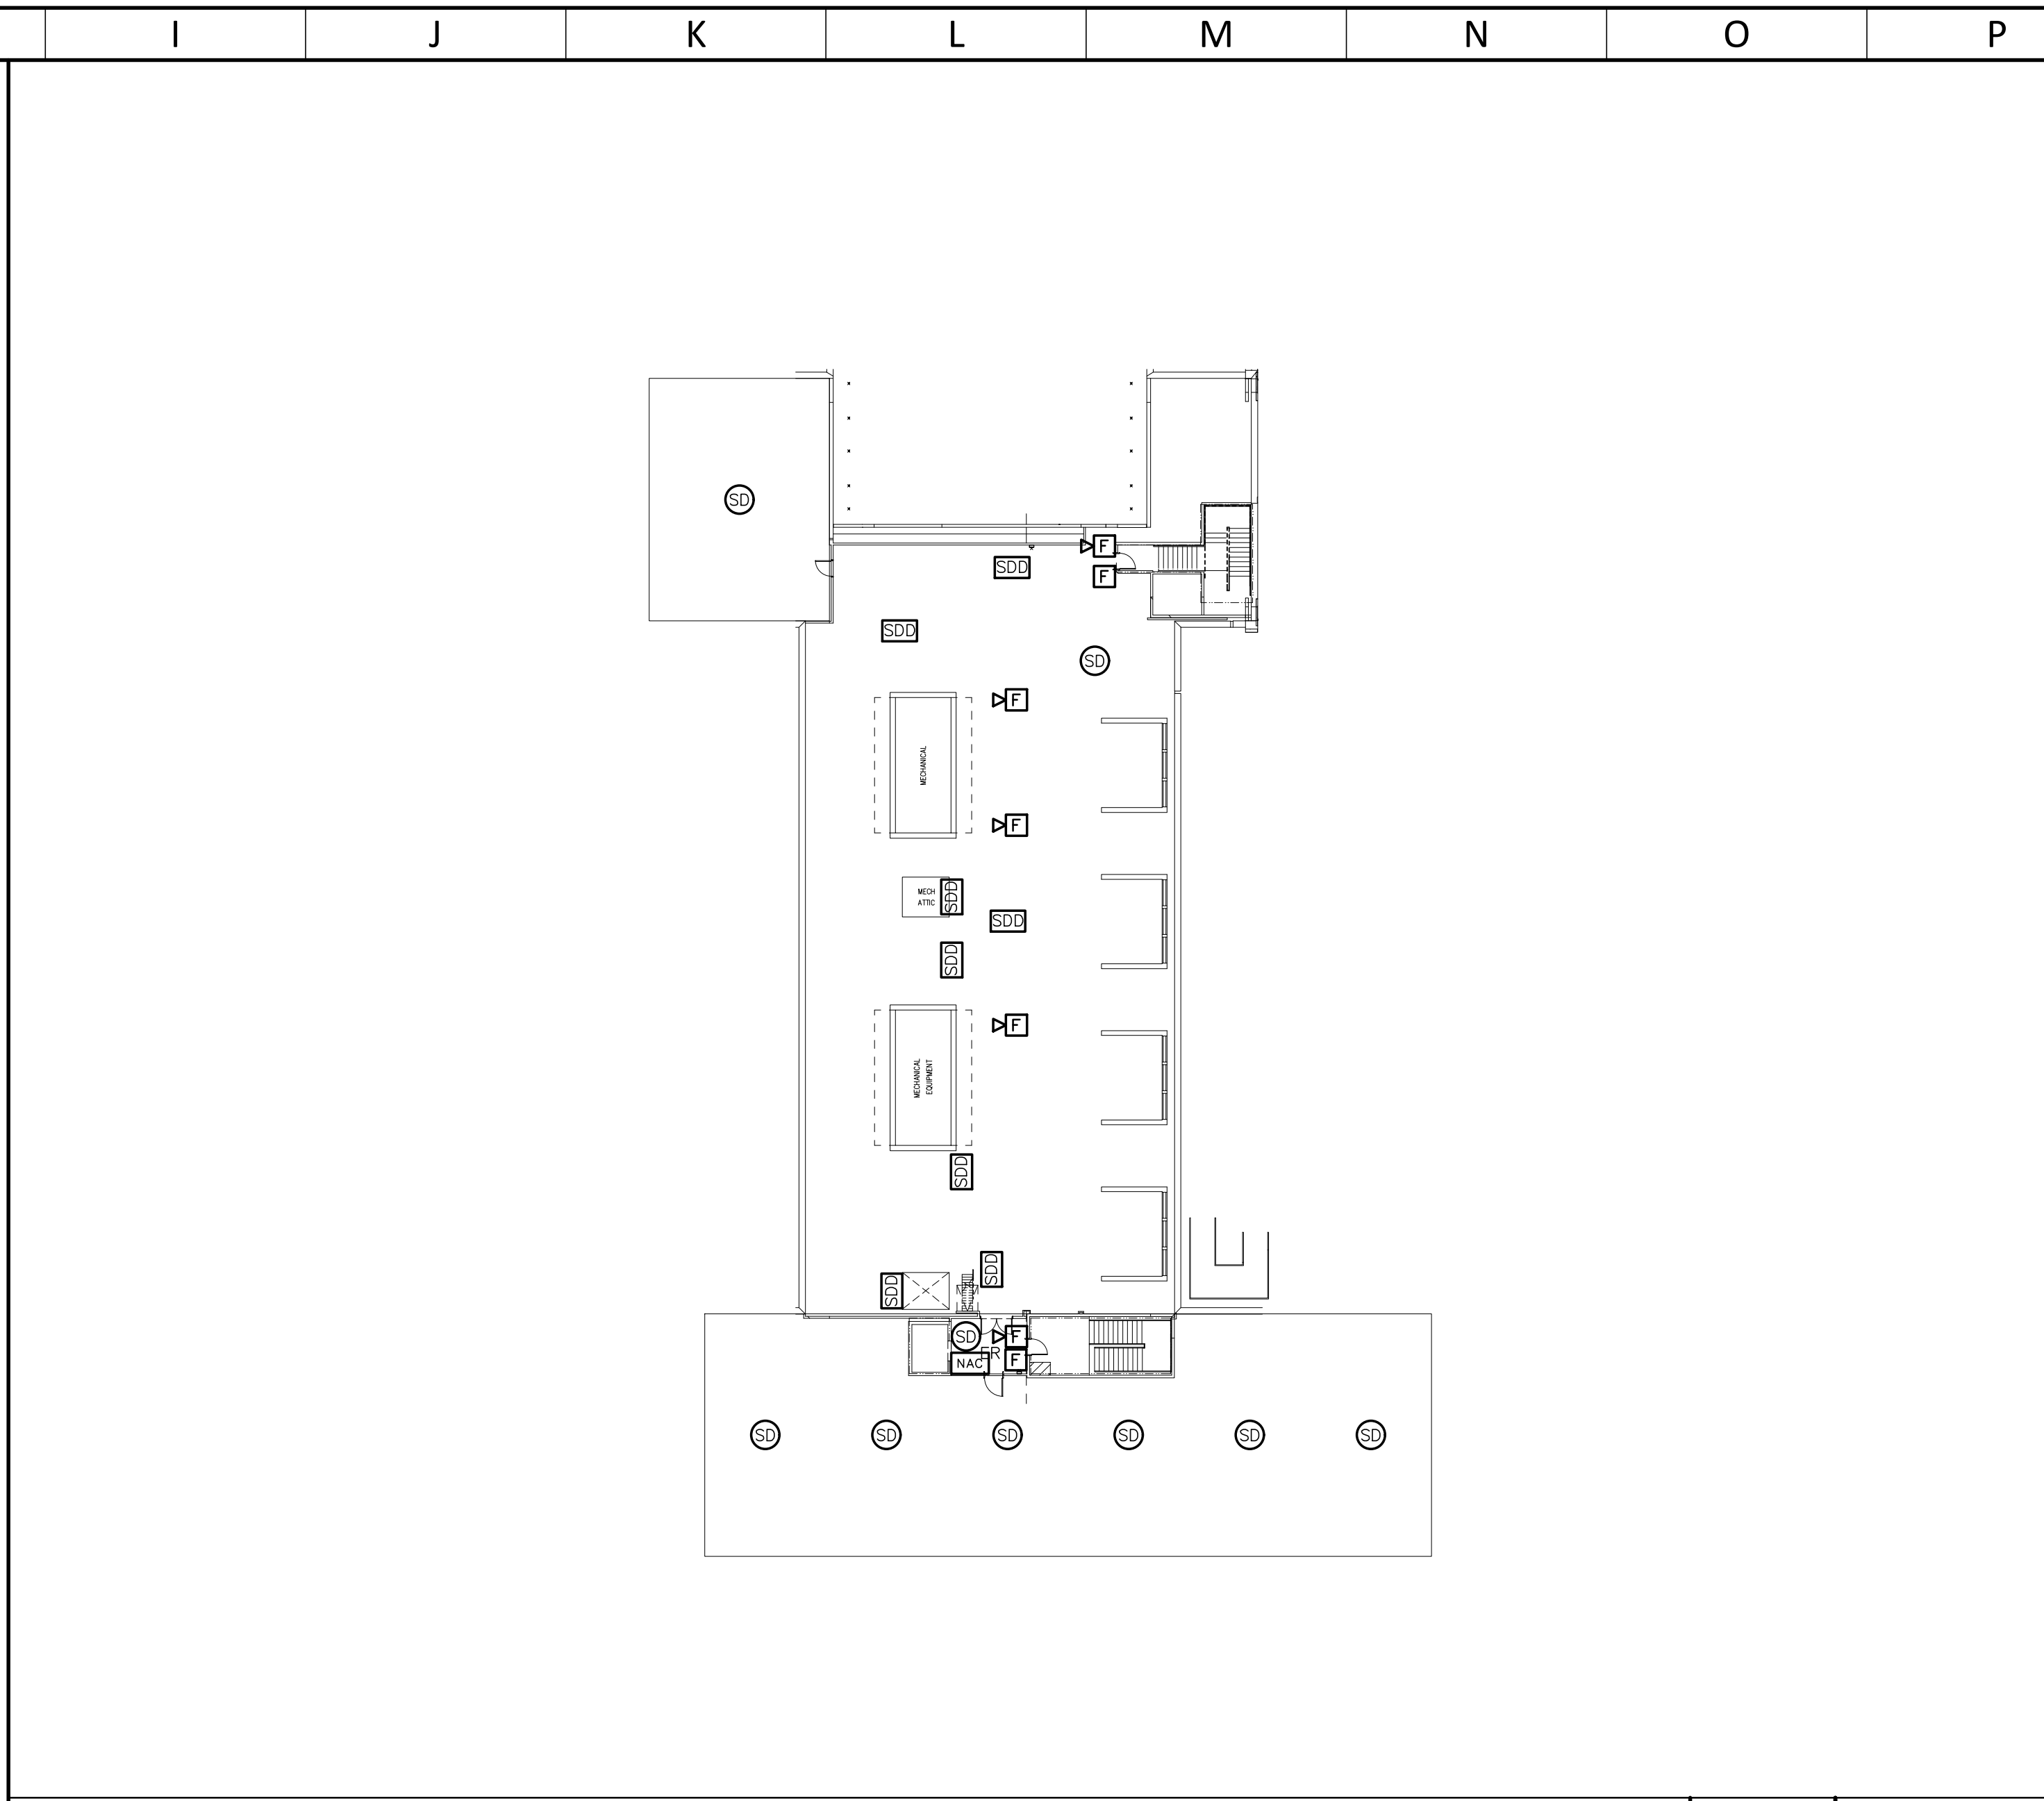 I J K L M N O P
SD
F
SDD
F
SDD
SD
F
MECHANICAL
F
MECH
ATTIC
SDD
SDD
SDD
F
MECHANICAL
EQUIPMENT
SDD
SDD
SDD
SD
F
ER
NAC
F
SD SD SD SD SD SD